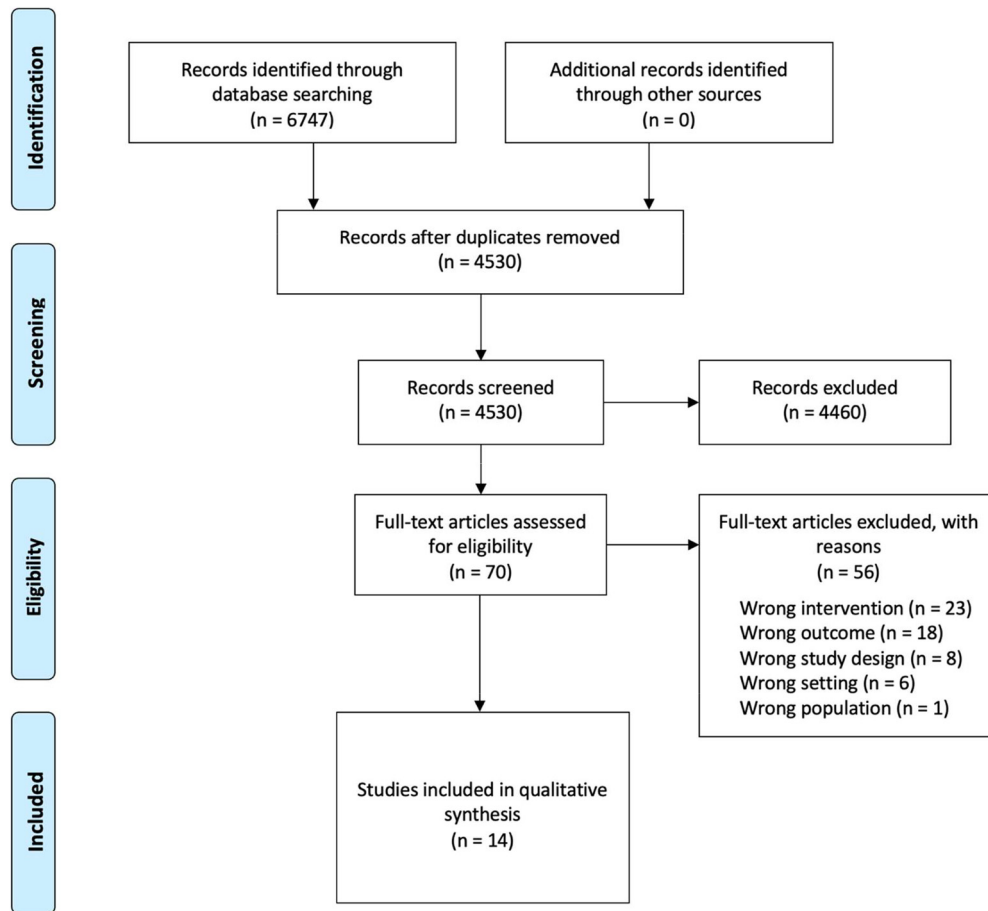 Identification
Records identified through
database searching
(n = 6747)
Additional records identified
through other sources
(n = 0)
Records after duplicates removed
(n = 4530)
Screening
Records screened
(n = 4530)
Records excluded
(n = 4460)
Eligibility
Full-text articles assessed
for eligibility
(n = 70)
Full-text articles excluded, with
reasons
(n = 56)
Wrong intervention (n = 23)
Wrong outcome (n = 18)
Wrong study design (n = 8)
Wrong setting (n = 6)
Wrong population (n = 1)
Included
Studies included in qualitative
synthesis
(n = 14)